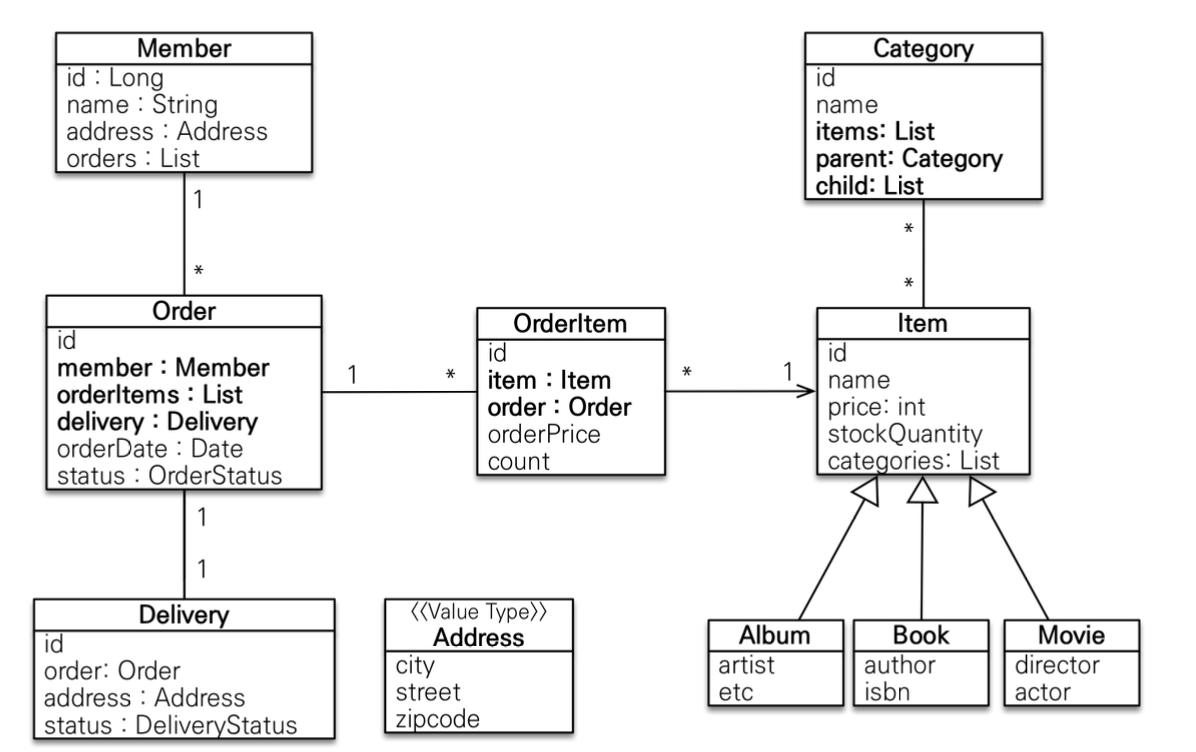 Member
id : Long
name : String
address : Address
orders : List
1
*
Category
id
name
items: List
parent: Category
child: List
*
*
Order
id
member : Member
orderItems : List
delivery : Delivery
orderDate : Date
status : OrderStatus
1
*
OrderItem
id
item : Item
order : Order
orderPrice
count
*
1
Item
id
name
price: int
stockQuantity
categories: List
1
1
Delivery
id
order: Order
address : Address
status : DeliveryStatus
《Value Type》
Address
city
street
zipcode
Album
artist
etc
Book
author
isbn
Movie
director
actor